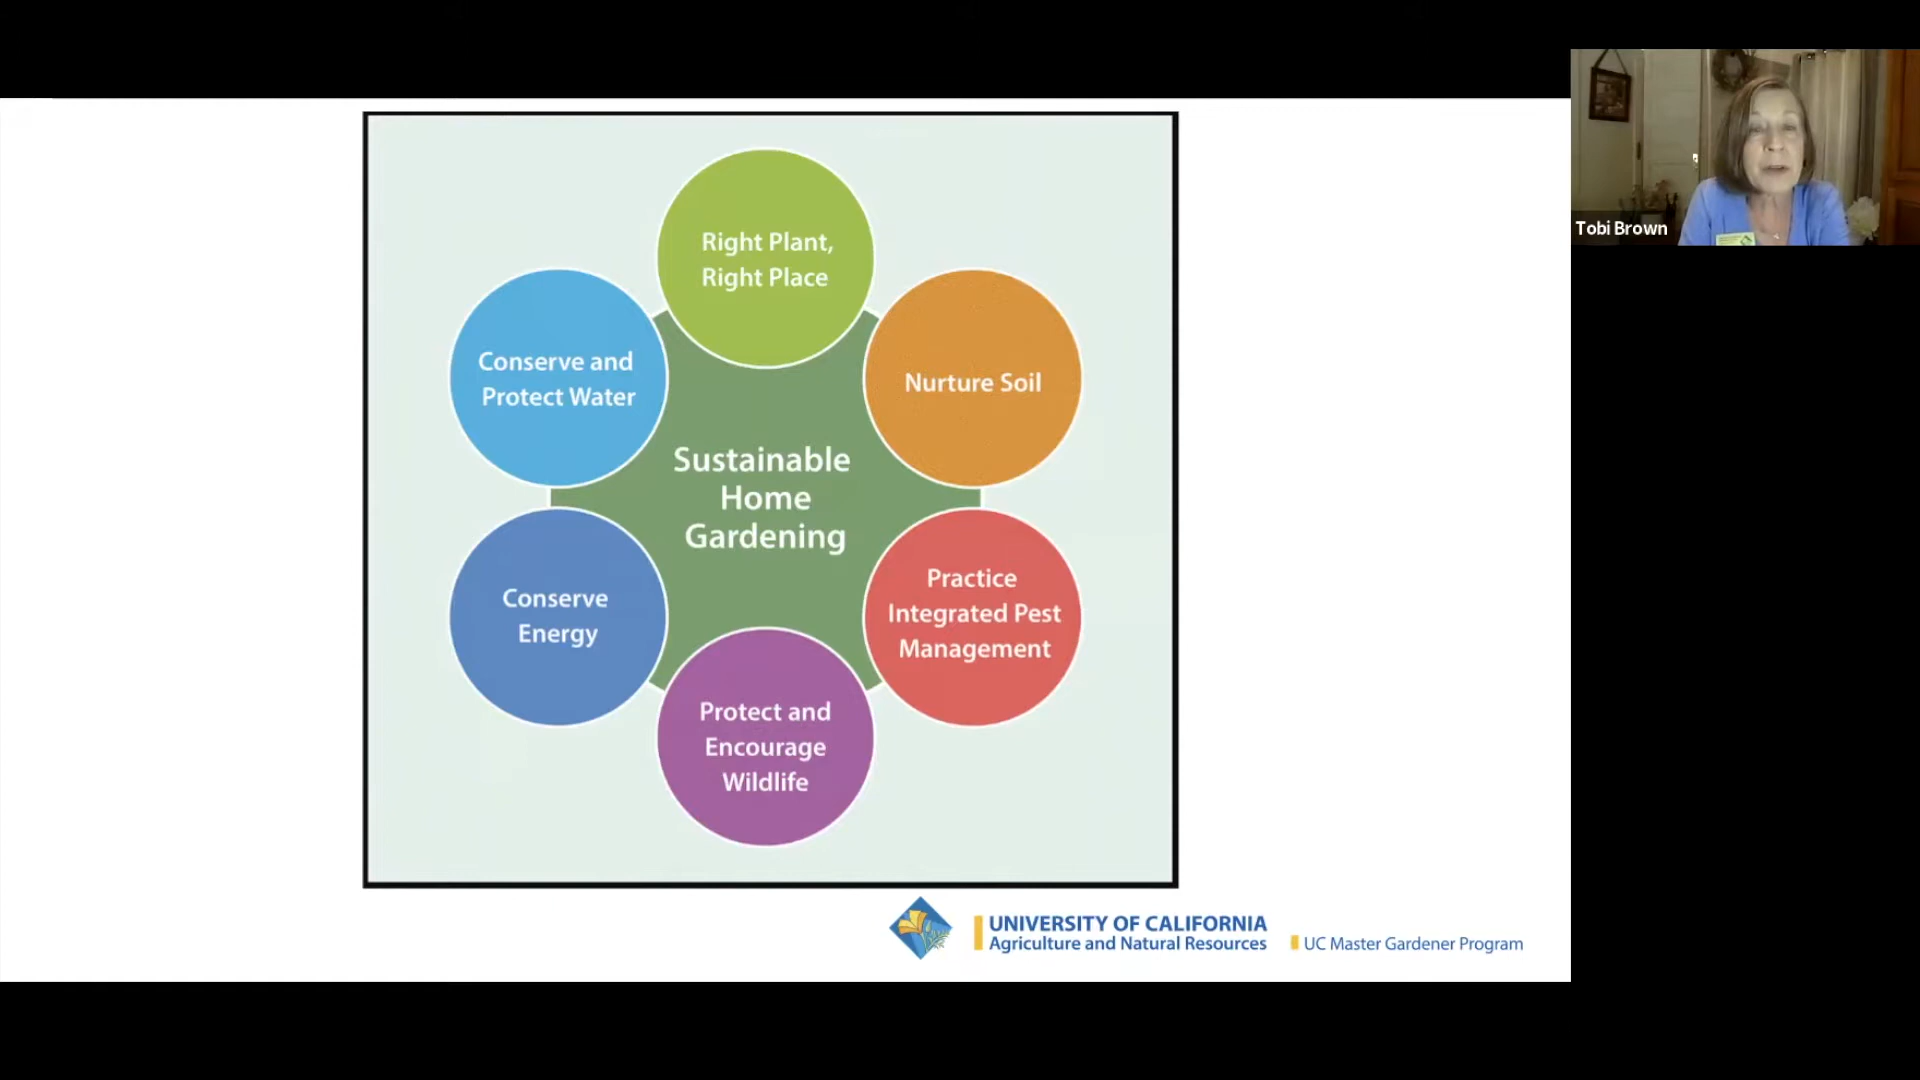 Right Plant,
Right Place
Conserve and
Protect Water
Nurture Soil
Sustainable
Home
Gardening
Conserve
Energy
Practice
Integrated Pest
Management
Protect and
Encourage
Wildlife
UNIVERSITY OF CALIFORNIA
Agriculture and Natural Resources
UC Master Gardener Program
Tobi Brown